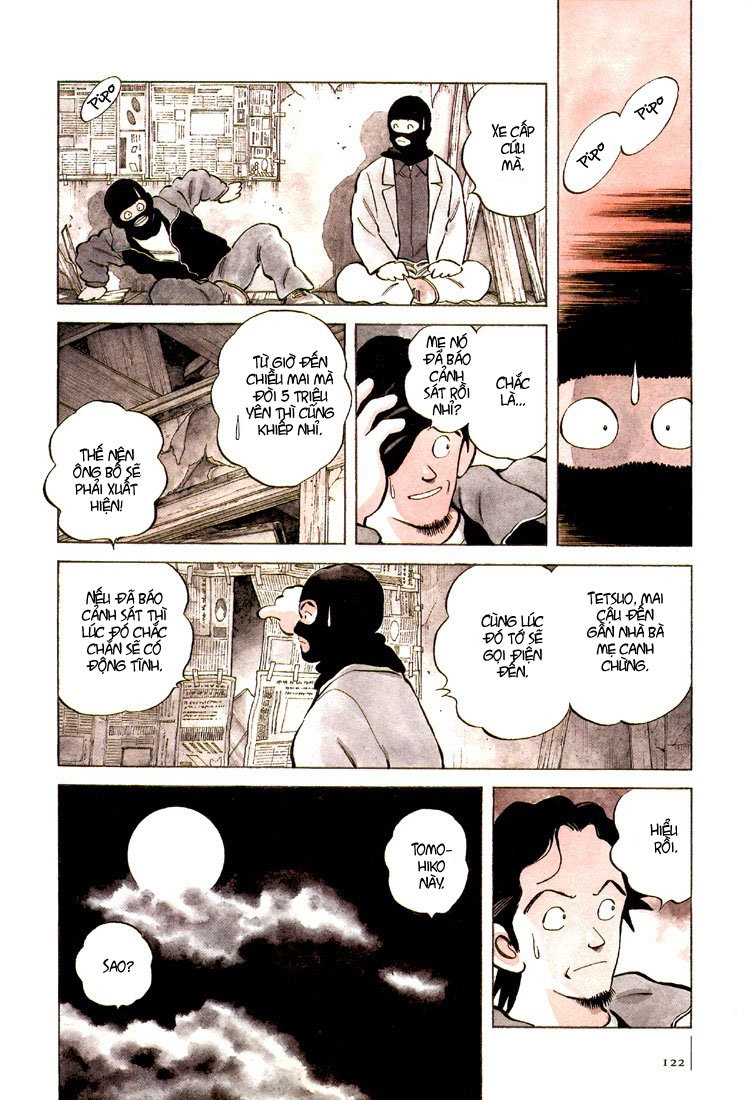 Pipo
Pipo
XE CẤP
CỨU
MÀ.
Pipo
CHẮC
LÀ...
MẸ NÓ
ĐÃ BÁO
CẢNH
SÁT RỒI
NHỈ?
TỪ GIỜ ĐẾN
CHIỀU MAI MÀ
ĐÒI 5 TRIỆU
YÊN THÌ CŨNG
KHIẾP NHỈ.
THẾ NÊN
ÔNG BỐ SẼ
PHẢI XUẤT
HIỆN!
TETSUO, MAI
CẬU ĐẾN
GẦN NHÀ BÀ
MẸ CANH
CHỪNG.
CÙNG LÚC
ĐÓ TỚ SẼ
GỌI ĐIỆN
ĐẾN.
NẾU ĐÃ BÁO
CẢNH SÁT THÌ
LÚC ĐÓ CHẮC
CHẮN SẼ CÓ
ĐỘNG TĨNH.
HIỂU
RỒI.
TOMO-
HIKO
NÀY.
SAO?
122